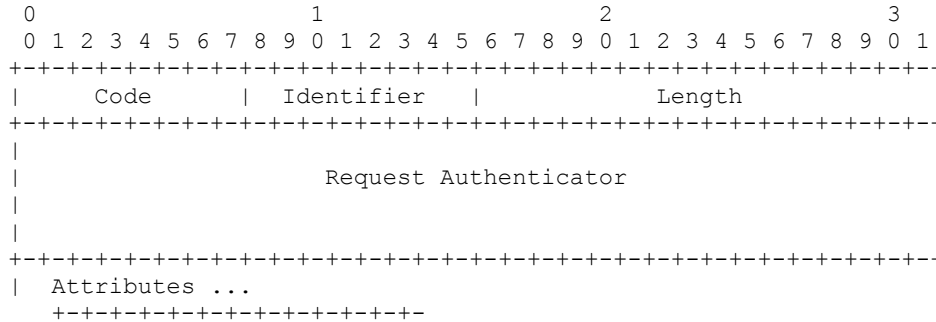 0                   1                   2                   3
 0 1 2 3 4 5 6 7 8 9 0 1 2 3 4 5 6 7 8 9 0 1 2 3 4 5 6 7 8 9 0 1
+-+-+-+-+-+-+-+-+-+-+-+-+-+-+-+-+-+-+-+-+-+-+-+-+-+-+-+-+-+-+-+-
|     Code      |  Identifier   |            Length
+-+-+-+-+-+-+-+-+-+-+-+-+-+-+-+-+-+-+-+-+-+-+-+-+-+-+-+-+-+-+-+-
|
|                     Request Authenticator
|
|
+-+-+-+-+-+-+-+-+-+-+-+-+-+-+-+-+-+-+-+-+-+-+-+-+-+-+-+-+-+-+-+-
|  Attributes ...
   +-+-+-+-+-+-+-+-+-+-+-+-+-